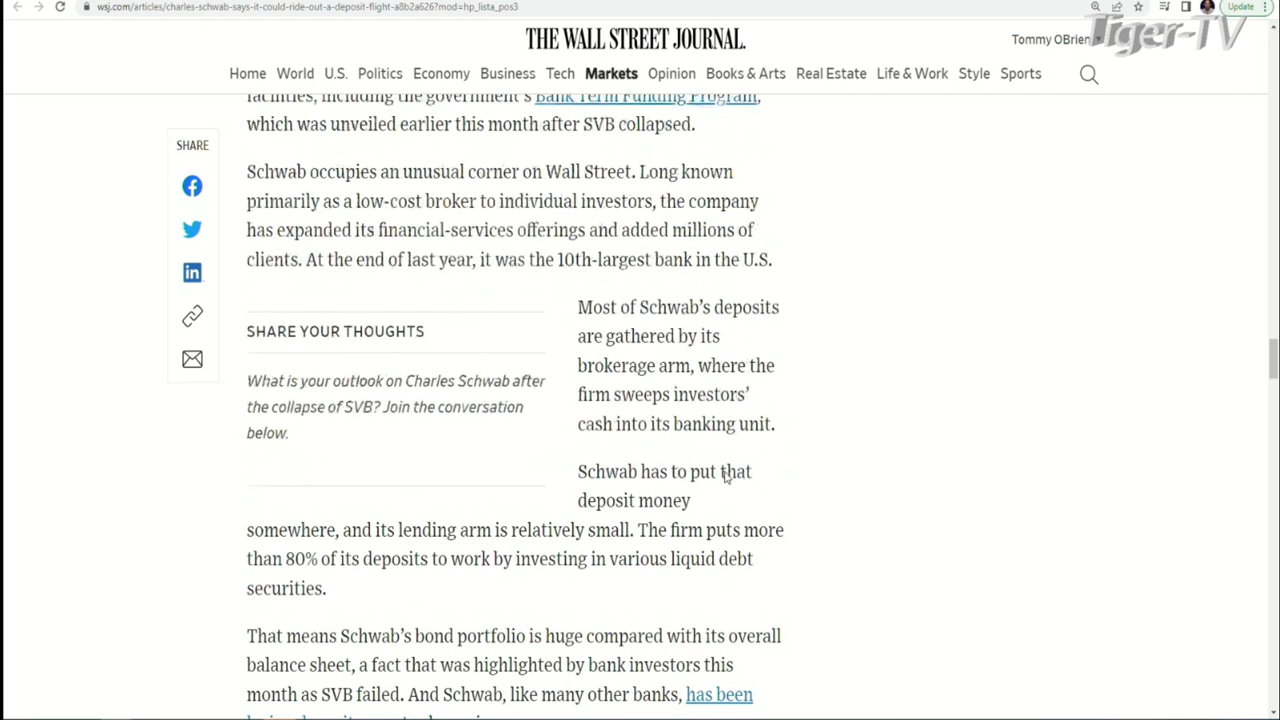 wsj.com/articles/charles-schwab-says-it-could-ride-out-a-deposit-flight-a8b2a626?mod=hp_lista_pos3
Update
Tiger-TV
THE WALL STREET JOURNAL.
Tommy OBrien
Home World U.S. Politics Economy Business Tech Markets Opinion Books & Arts Real Estate Life & Work Style Sports
facilities, including the government's Bank Term Funding Program,
which was unveiled earlier this month after SVB collapsed.
SHARE
Schwab occupies an unusual corner on Wall Street. Long known
primarily as a low-cost broker to individual investors, the company
has expanded its financial-services offerings and added millions of
clients. At the end of last year, it was the 10th-largest bank in the U.S.
SHARE YOUR THOUGHTS
What is your outlook on Charles Schwab after
the collapse of SVB? Join the conversation
below.
Most of Schwab's deposits
are gathered by its
brokerage arm, where the
firm sweeps investors'
cash into its banking unit.
Schwab has to put that
deposit money
somewhere, and its lending arm is relatively small. The firm puts more
than 80% of its deposits to work by investing in various liquid debt
securities.
That means Schwab's bond portfolio is huge compared with its overall
balance sheet, a fact that was highlighted by bank investors this
month as SVB failed. And Schwab, like many other banks, has been